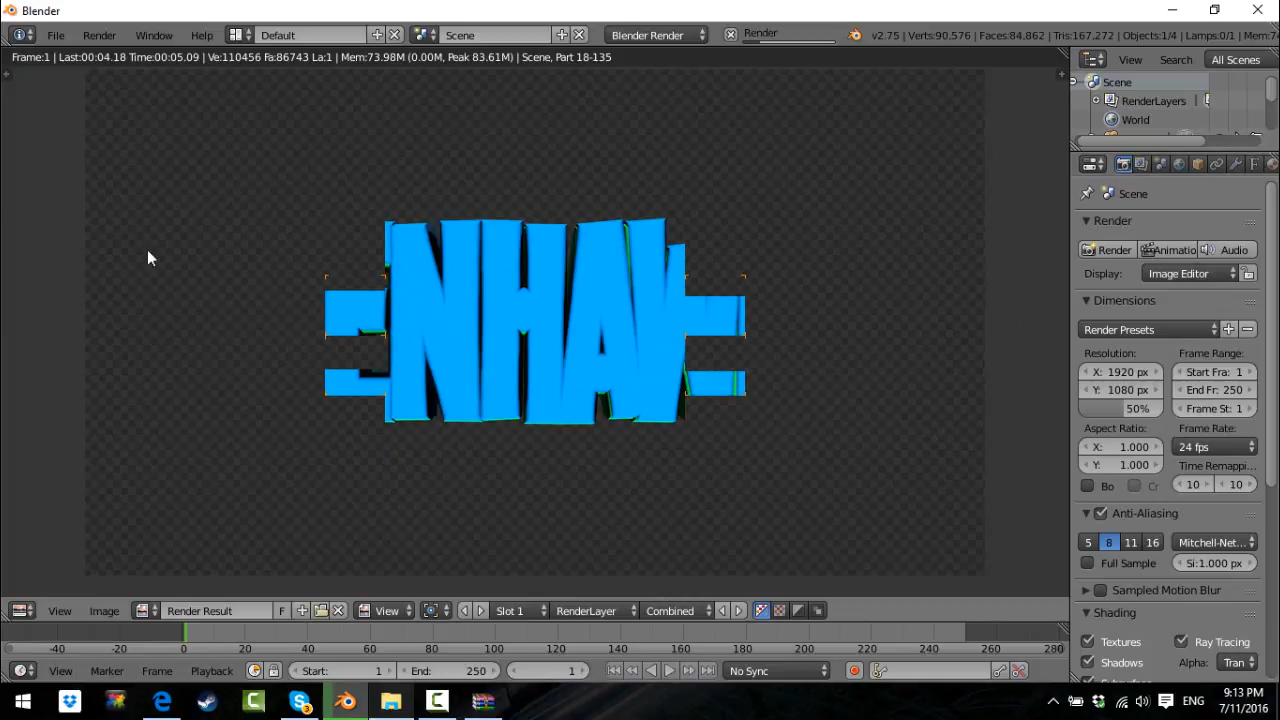 Blender
File Render Window Help Default Scene Blender Render Render v2.75 | Verts:90.576 | Faces:84.862 | Tris:167,272 | Objects:1/4 | Lamps:0/1 | Mem:74
Frame:1 | Last:00:04.18 Time:00:05.09 | Ve:110456 Fa:86743 La:1 | Mem:73.98M (0.00M, Peak 83.61M) | Scene, Part 18-135
View Search All Scenes
Scene
RenderLayers
World
Scene
Render
Render Animatio Audio
Display: Image Editor
Dimensions
Render Presets
Resolution: Frame Range:
X: 1920 px Start Fra: 1
Y: 1080 px End Fr: 250
50% Frame St: 1
Aspect Ratio: Frame Rate:
X: 1.000 24 fps
Y: 1.000 Time Remappi...
Bo Cr 10 10
Anti-Aliasing
5 8 11 16 Mitchell-Net...
Full Sample Si:1.000 px
Sampled Motion Blur
Shading
Textures Ray Tracing
Shadows Alpha: Tran
NHA
View Image Render Result F View Slot 1 RenderLayer Combined
-40 -20 0 20 40 60 80 100 120 140 160 180 200 220 240 260 280
View Marker Frame Playback Start: 1 End: 250 1 No Sync
ENG
9:13 PM
7/11/2016